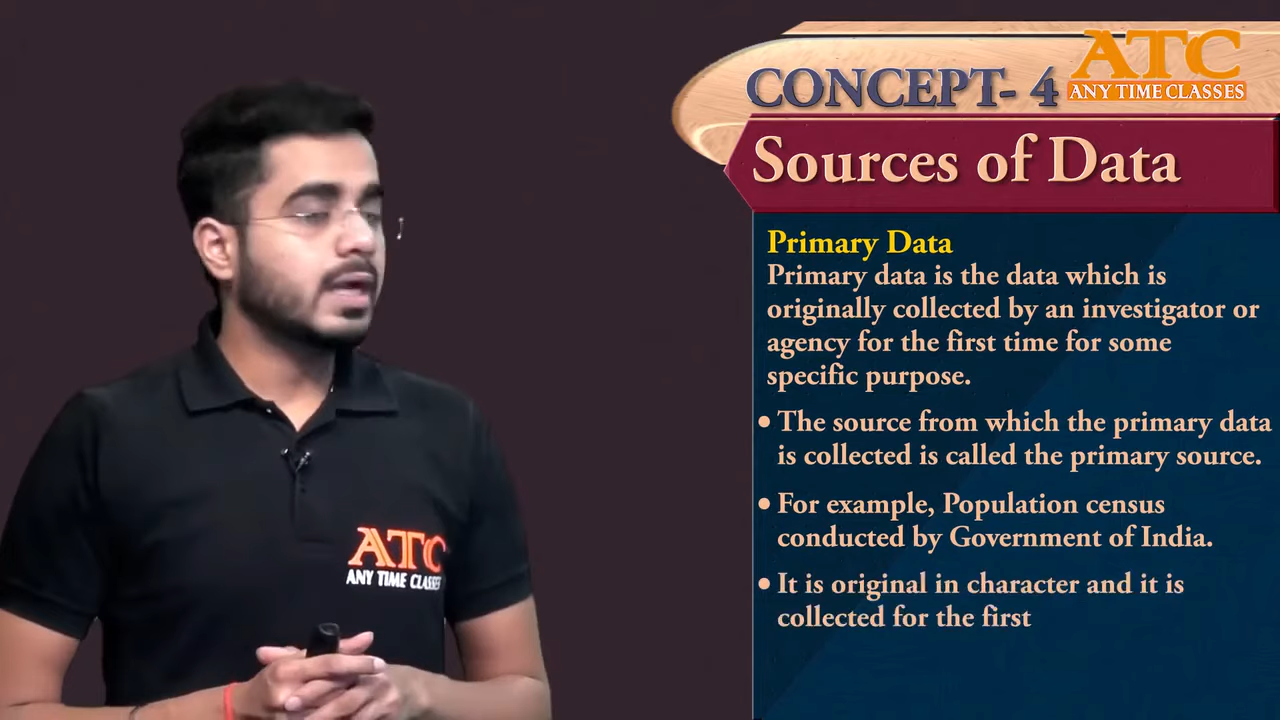 CONCEPT- 4
ATC
ANY TIME CLASSES
Sources of Data
Primary Data
Primary data is the data which is
originally collected by an investigator or
agency for the first time for some
specific purpose.
• The source from which the primary data
is collected is called the primary source.
• For example, Population census
conducted by Government of India.
• It is original in character and it is
collected for the first
ATC
ANY TIME CLASSES